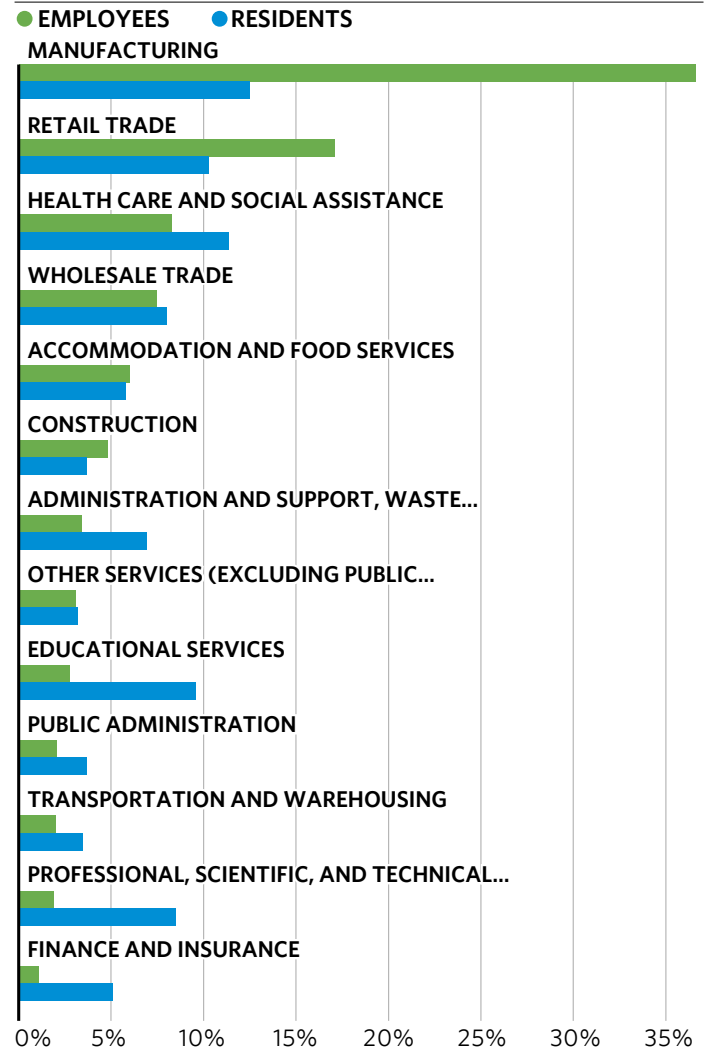 EMPLOYEES RESIDENTS
MANUFACTURING
RETAIL TRADE
HEALTH CARE AND SOCIAL ASSISTANCE
WHOLESALE TRADE
ACCOMMODATION AND FOOD SERVICES
CONSTRUCTION
ADMINISTRATION AND SUPPORT, WASTE...
OTHER SERVICES (EXCLUDING PUBLIC...
EDUCATIONAL SERVICES
PUBLIC ADMINISTRATION
TRANSPORTATION AND WAREHOUSING
PROFESSIONAL, SCIENTIFIC, AND TECHNICAL...
FINANCE AND INSURANCE
0% 5% 10% 15% 20% 25% 30% 35%